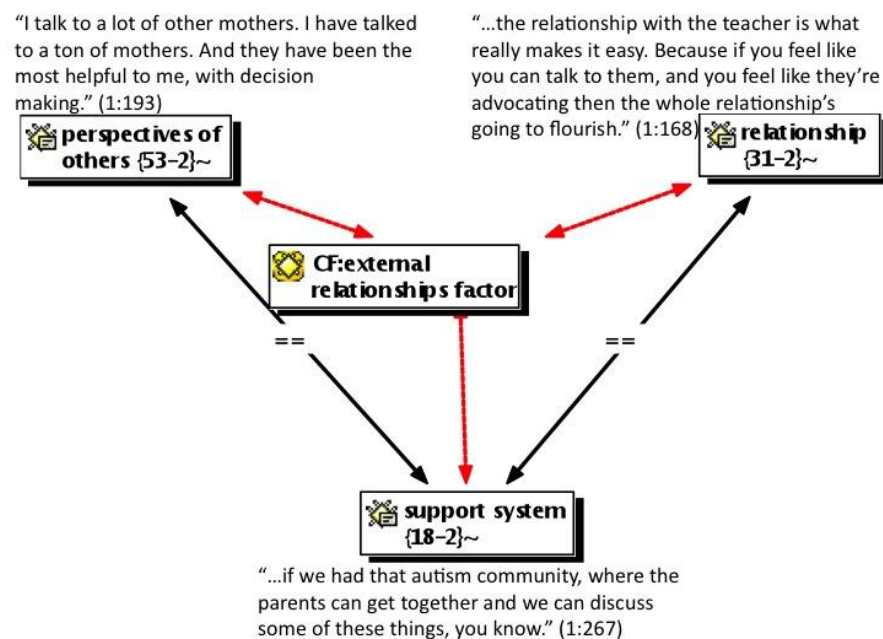 “I talk to a lot of other mothers. I have talked
to a ton of mothers. And they have been the
most helpful to me, with decision
making.” (1:193)
“...the relationship with the teacher is what
really makes it easy. Because if you feel like
you can talk to them, and you feel like they’re
advocating then the whole relationship’s
going to flourish.” (1:168)
perspectives of
others {53-2}~
relationship
{31-2}~
CF:external
relationships factor
==
==
support system
{18-2}~
“...if we had that autism community, where the
parents can get together and we can discuss
some of these things, you know.” (1:267)